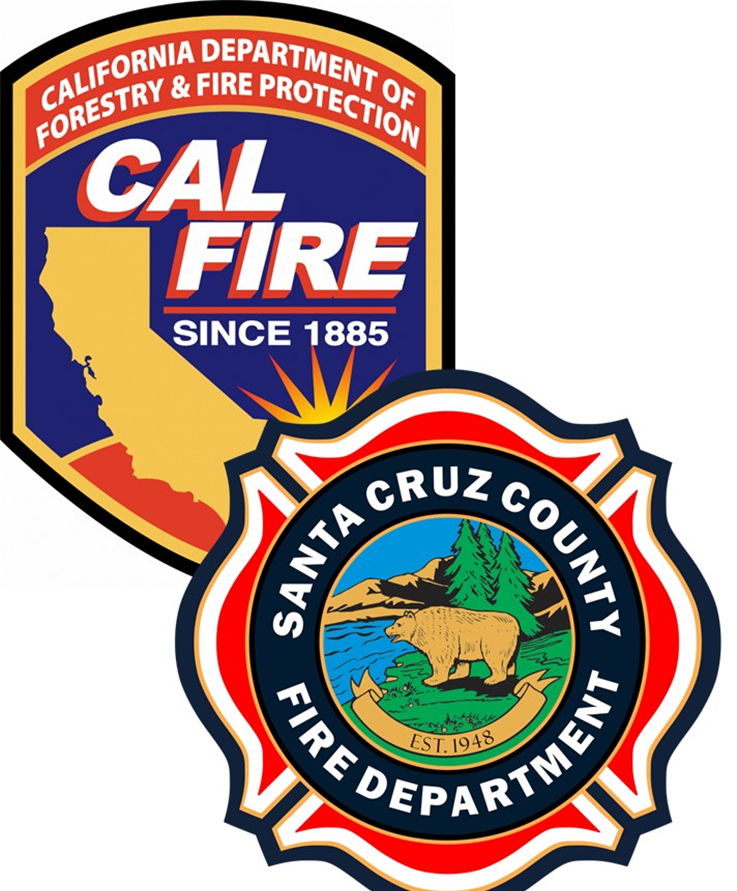 CALIFORNIA DEPARTMENT OF
FORESTRY & FIRE PROTECTION
CAL
FIRE
SINCE 1885
SANTA CRUZ COUNTY
FIRE DEPARTMENT
EST. 1948